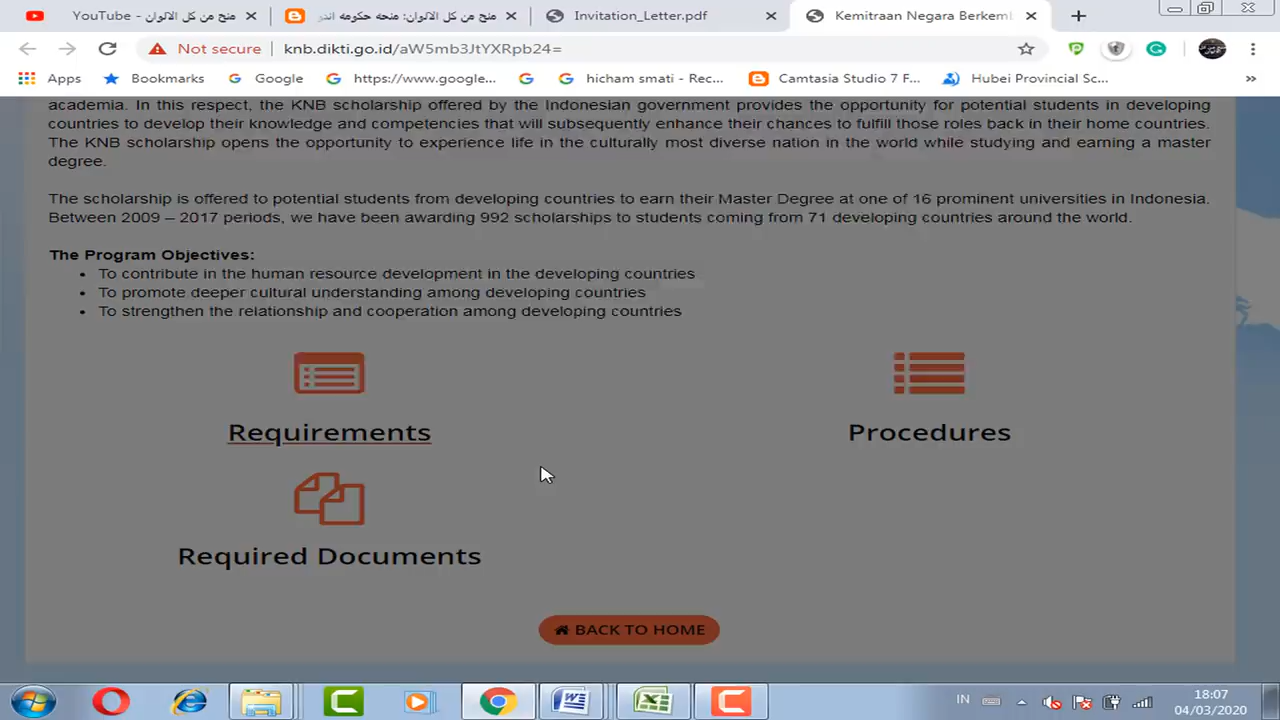 YouTube - منح من كل الالوان
منح من كل الالوان: منحه حكومه اندر
Invitation_Letter.pdf
Kemitraan Negara Berkemb
Not secure
knb.dikti.go.id/aW5mb3JtYXRpb24=
Apps
Bookmarks
Google
https://www.google...
hicham smati - Rec...
Camtasia Studio 7 F...
Hubei Provincial Sc...
»
academia. In this respect, the KNB scholarship offered by the Indonesian government provides the opportunity for potential students in developing
countries to develop their knowledge and competencies that will subsequently enhance their chances to fulfill those roles back in their home countries.
The KNB scholarship opens the opportunity to experience life in the culturally most diverse nation in the world while studying and earning a master
degree.
The scholarship is offered to potential students from developing countries to earn their Master Degree at one of 16 prominent universities in Indonesia.
Between 2009 – 2017 periods, we have been awarding 992 scholarships to students coming from 71 developing countries around the world.
The Program Objectives:
• To contribute in the human resource development in the developing countries
• To promote deeper cultural understanding among developing countries
• To strengthen the relationship and cooperation among developing countries
Requirements
Procedures
Required Documents
BACK TO HOME
IN
18:07
04/03/2020